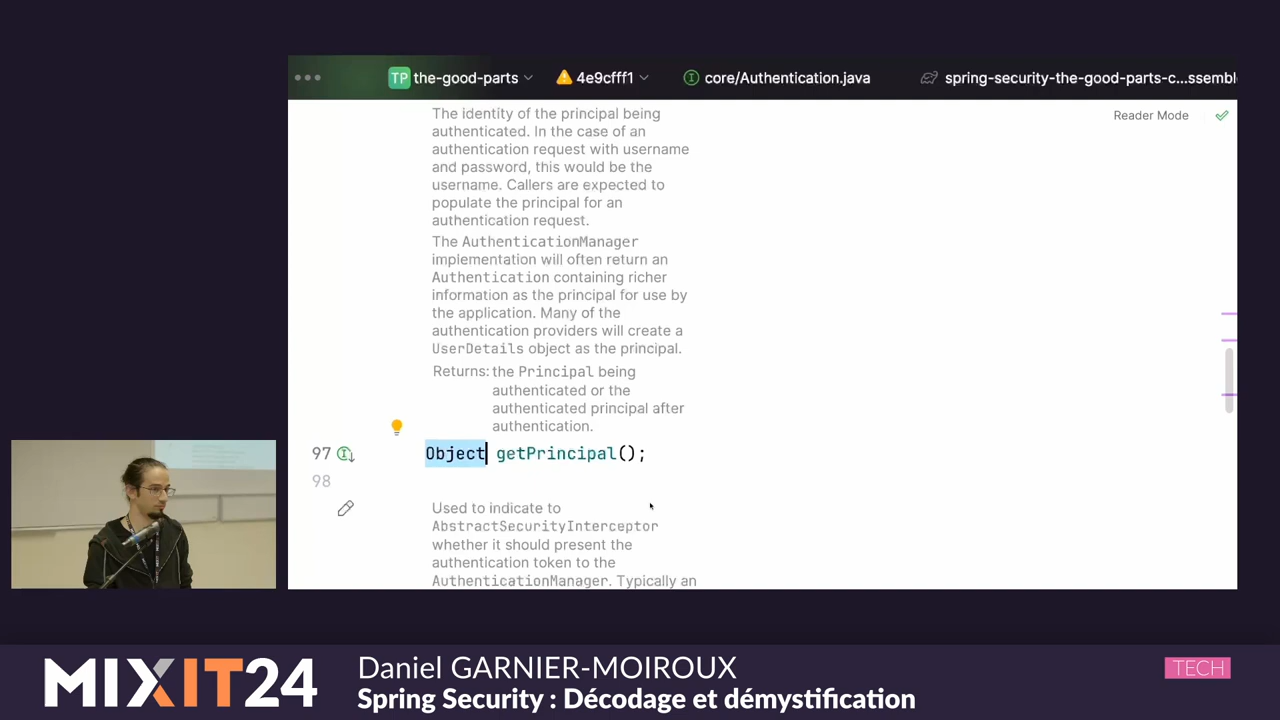 the-good-parts
4e9cfff1
core/Authentication.java
spring-security-the-good-parts-c...ssembl
TP
Reader Mode
The identity of the principal being
authenticated. In the case of an
authentication request with username
and password, this would be the
username. Callers are expected to
populate the principal for an
authentication request.
The AuthenticationManager
implementation will often return an
Authentication containing richer
information as the principal for use by
the application. Many of the
authentication providers will create a
UserDetails object as the principal.
Returns: the Principal being
authenticated or the
authenticated principal after
authentication.
97 Object getPrincipal();
98
Used to indicate to
AbstractSecurityInterceptor
whether it should present the
authentication token to the
AuthenticationManager. Typically an
MIXIT24
Daniel GARNIER-MOIROUX
Spring Security : Décodage et démystification
TECH